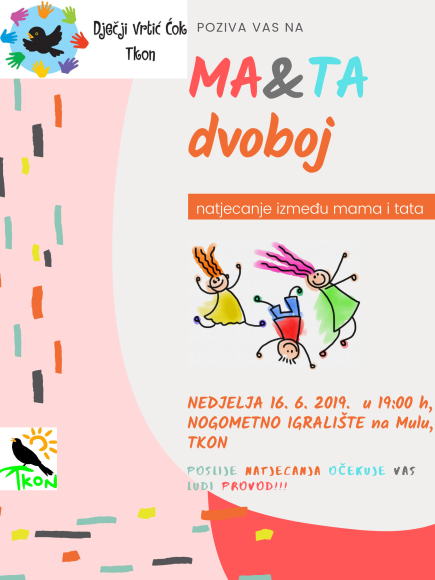 Dječji Vrtić Čok
Tkon
POZIVA VAS NA
MA&TA
dvoboj
natjecanje između mama i tata
NEDJELJA 16. 6. 2019. u 19:00 h,
NOGOMETNO IGRALIŠTE na Mulu,
TKON
POSLIJE NATJECANJA OČEKUJE VAS
LUDI PROVOD!!!
TKON